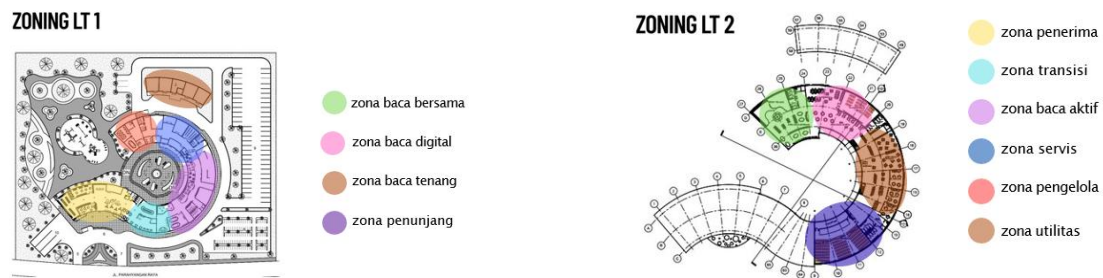 ZONING LT 1
zona baca bersama
zona baca digital
zona baca tenang
zona penunjang
ZONING LT 2
zona penerima
zona transisi
zona baca aktif
zona servis
zona pengelola
zona utilitas